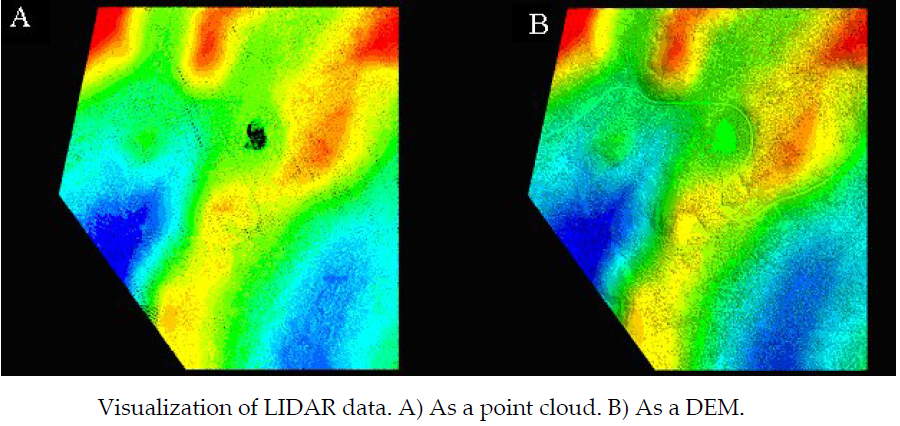 A
B
Visualization of LIDAR data. A) As a point cloud. B) As a DEM.